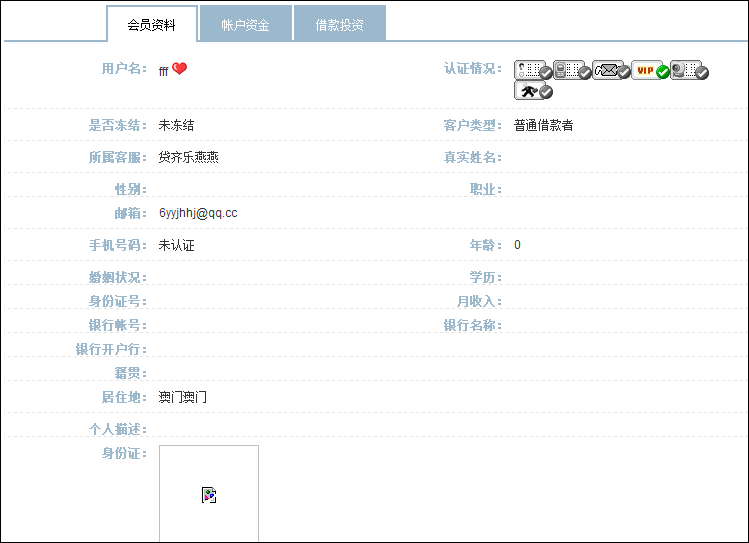 会员资料 帐户资金 借款投资
用户名： fff 认证情况： VIP
是否冻结： 未冻结 客户类型： 普通借款者
所属客服： 贷齐乐燕燕 真实姓名：
性别： 职业：
邮箱： 6yyjhhj@qq.cc
手机号码： 未认证 年龄： 0
婚姻状况： 学历：
身份证号： 月收入：
银行帐号： 银行名称：
银行开户行：
籍贯：
居住地： 澳门澳门
个人描述：
身份证：